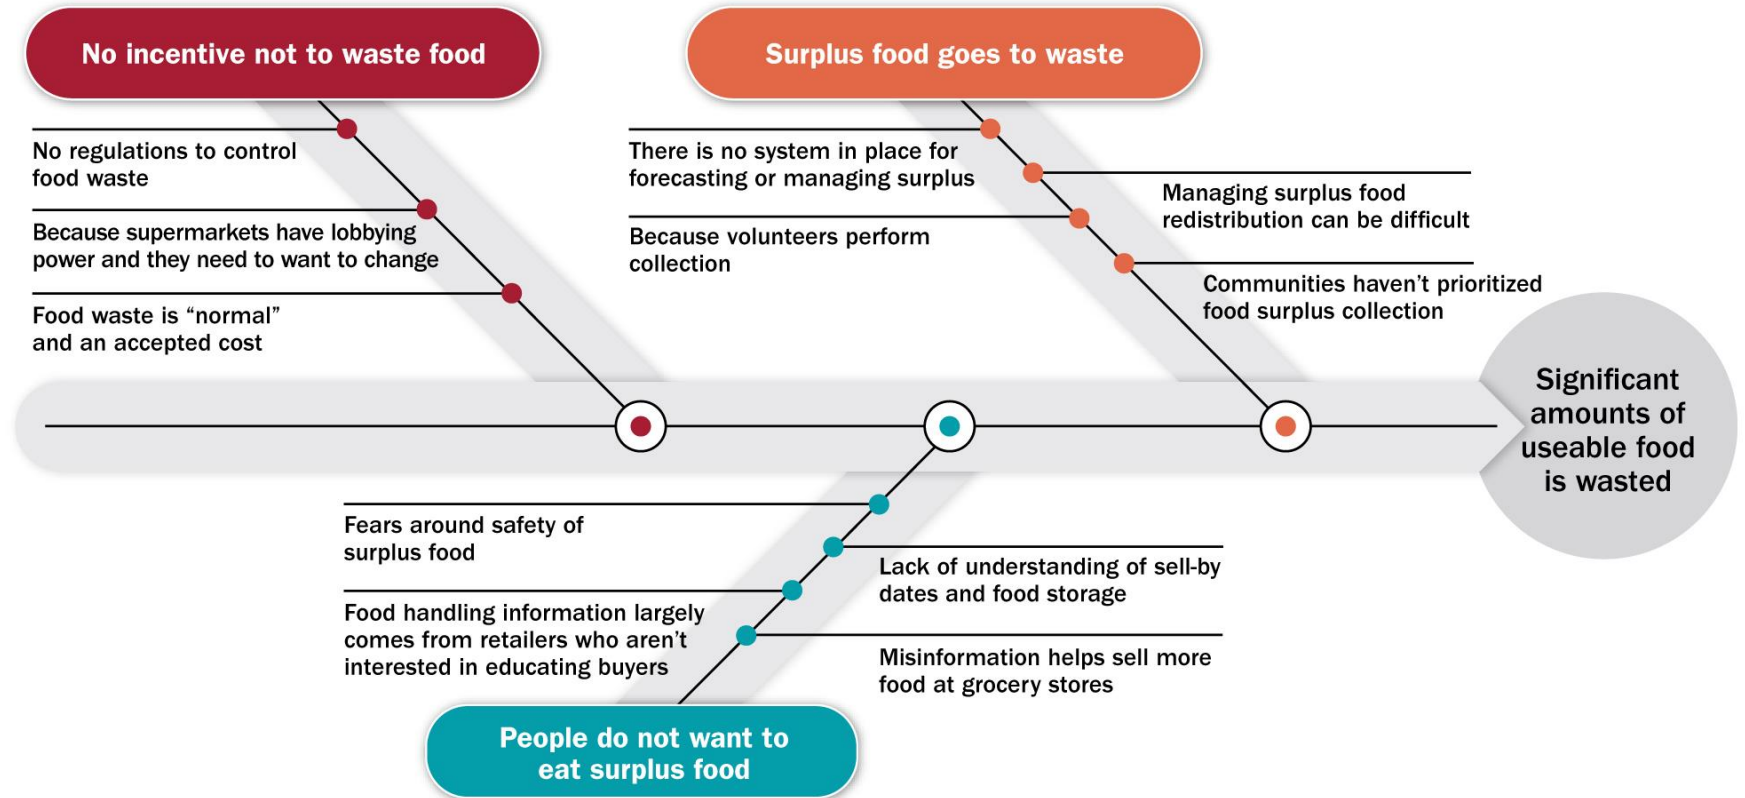 No incentive not to waste food
No regulations to control
food waste
Because supermarkets have lobbying
power and they need to want to change
Food waste is “normal”
and an accepted cost
Surplus food goes to waste
There is no system in place for
forecasting or managing surplus
Managing surplus food
redistribution can be difficult
Because volunteers perform
collection
Communities haven’t prioritized
food surplus collection
Significant
amounts of
useable food
is wasted
Fears around safety of
surplus food
Lack of understanding of sell-by
dates and food storage
Food handling information largely
comes from retailers who aren’t
interested in educating buyers
Misinformation helps sell more
food at grocery stores
People do not want to
eat surplus food